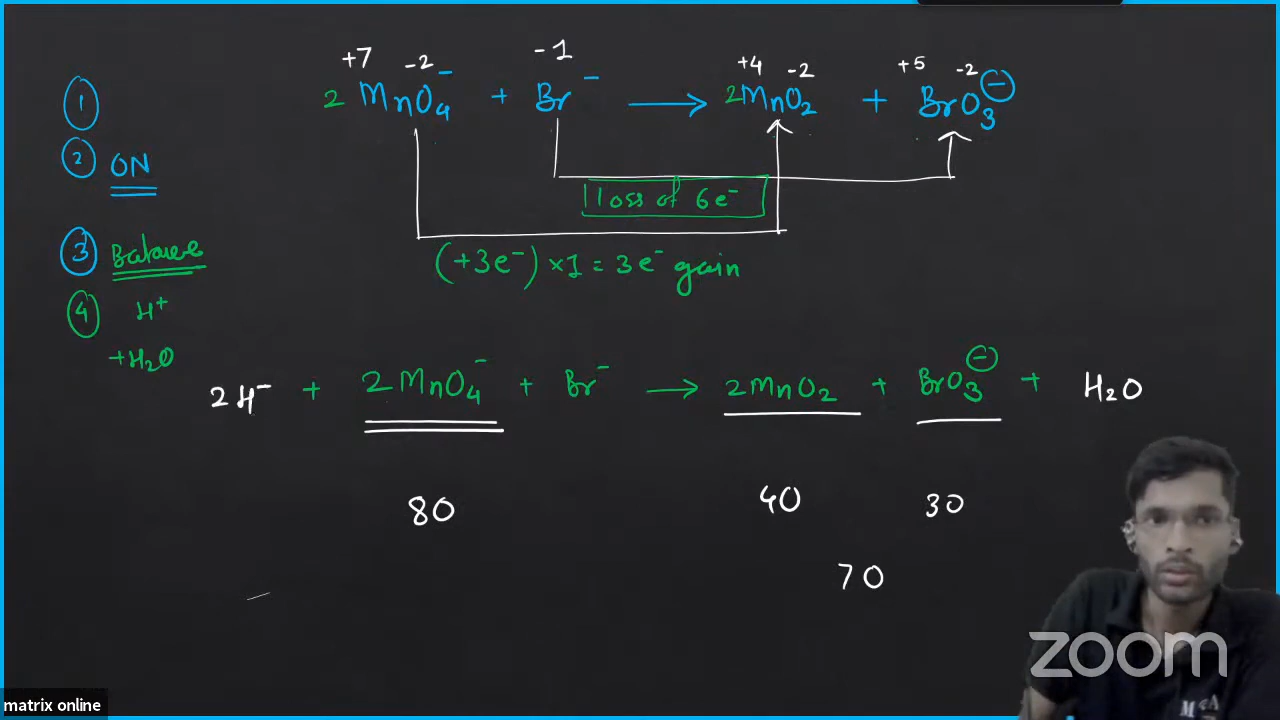 +7 -2 -1 +4 -2 +5 -2
① 2 MnO₄⁻ + Br⁻ → 2MnO₂ + BrO₃⊖
② ON
loss of 6e⁻
③ Balance (+3e⁻) ×1 = 3e⁻ gain
④ H⁺
+H₂O
2H⁻ + 2MnO₄⁻ + Br⁻ → 2MnO₂ + BrO₃⊖ + H₂O
80 40 30
70
zoom
matrix online